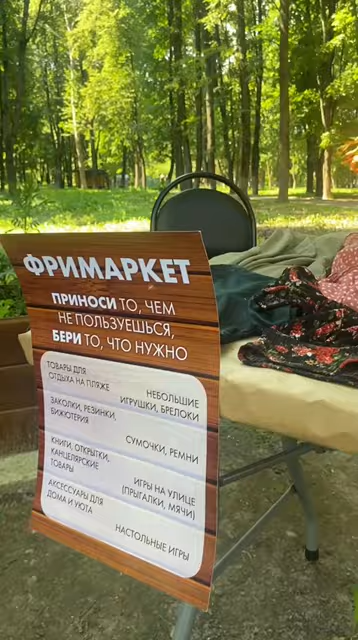 ФРИМАРКЕТ
ПРИНОСИ ТО, ЧЕМ
НЕ ПОЛЬЗУЕШЬСЯ,
БЕРИ ТО, ЧТО НУЖНО
ТОВАРЫ ДЛЯ
ОТДЫХА НА ПЛЯЖЕ
НЕБОЛЬШИЕ
ИГРУШКИ, БРЕЛОКИ
ЗАКОЛКИ, РЕЗИНКИ,
БИЖУТЕРИЯ
СУМОЧКИ, РЕМНИ
КНИГИ, ОТКРЫТКИ,
КАНЦЕЛЯРСКИЕ
ТОВАРЫ
ИГРЫ НА УЛИЦЕ
(ПРЫГАЛКИ, МЯЧИ)
АКСЕССУАРЫ ДЛЯ
ДОМА И УЮТА
НАСТОЛЬНЫЕ ИГРЫ